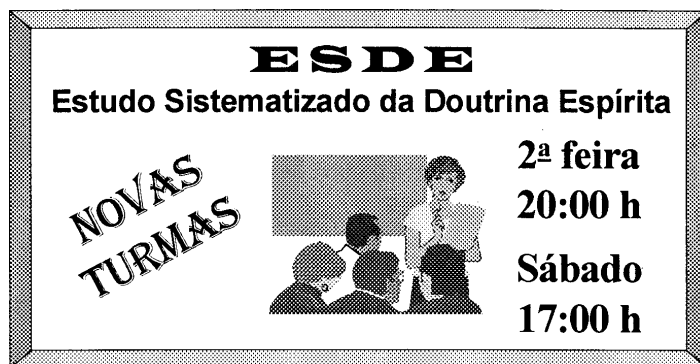 ESDE
Estudo Sistematizado da Doutrina Espírita
NOVAS
TURMAS
2ª feira
20:00 h
Sábado
17:00 h